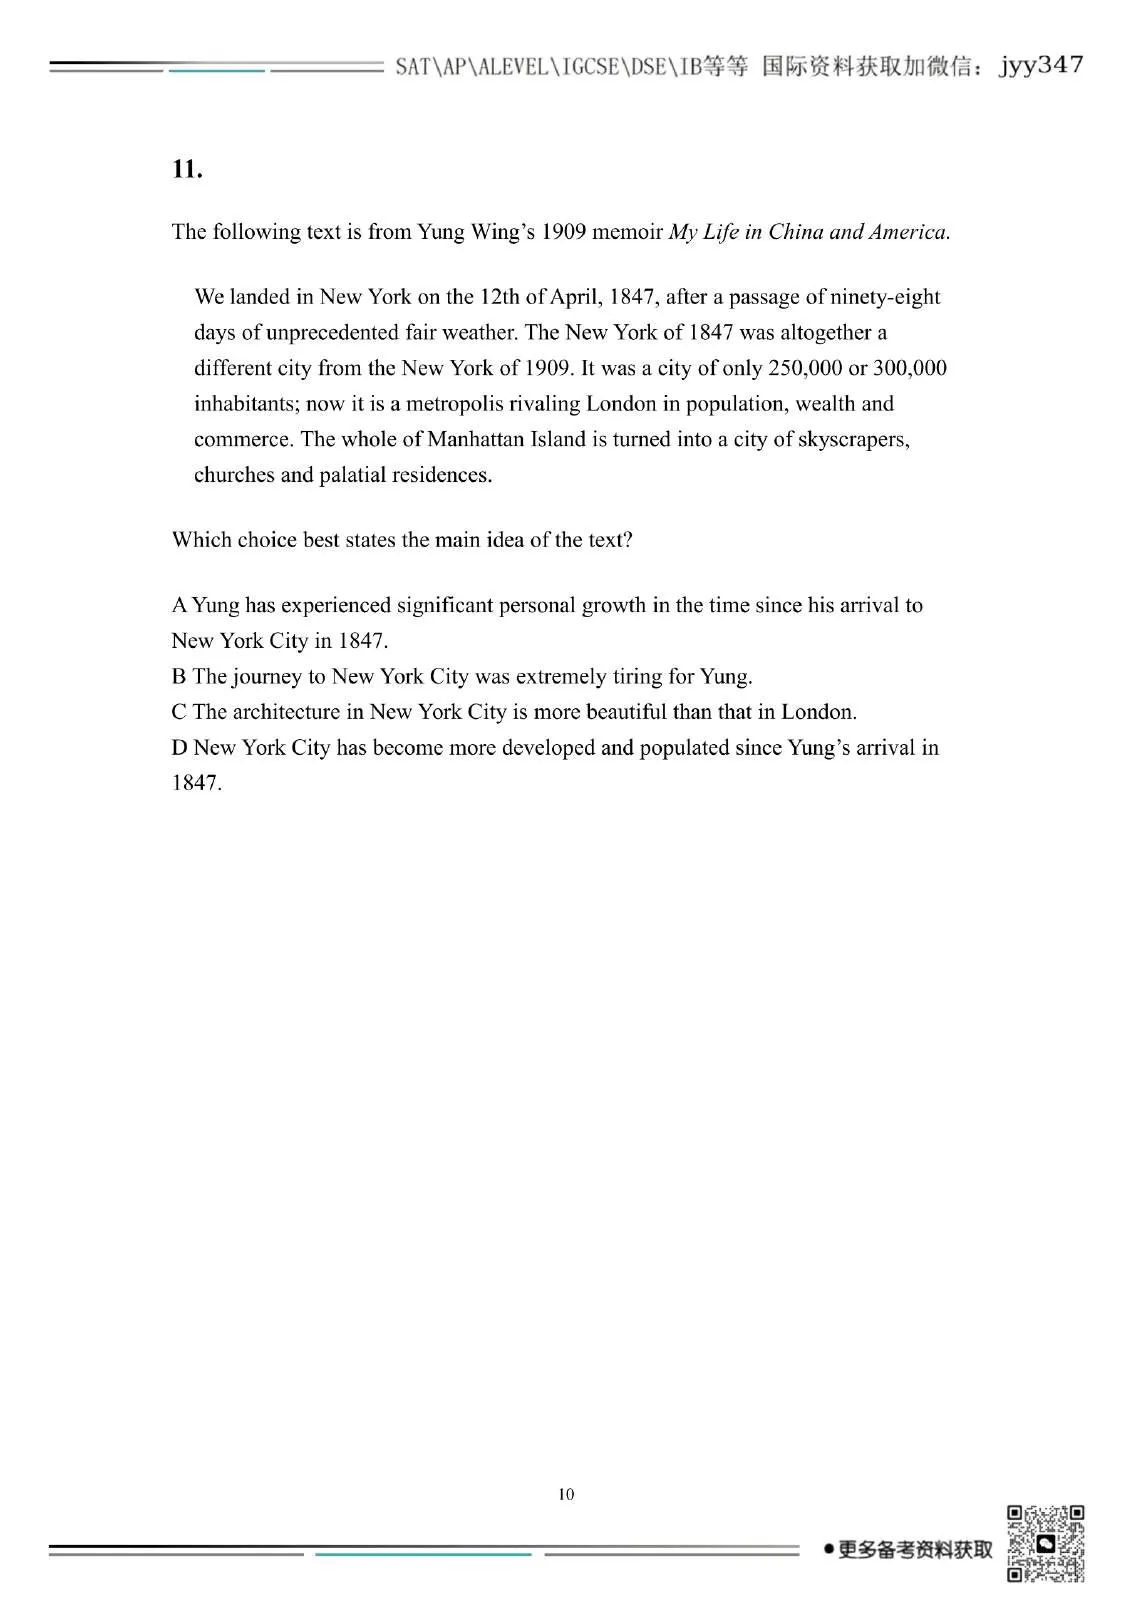 SAT\AP\ALEVEL\IGCSE\DSE\IB等等 国际资料获取加微信: jyy347
11.
The following text is from Yung Wing’s 1909 memoir My Life in China and America.
We landed in New York on the 12th of April, 1847, after a passage of ninety-eight
days of unprecedented fair weather. The New York of 1847 was altogether a
different city from the New York of 1909. It was a city of only 250,000 or 300,000
inhabitants; now it is a metropolis rivaling London in population, wealth and
commerce. The whole of Manhattan Island is turned into a city of skyscrapers,
churches and palatial residences.
Which choice best states the main idea of the text?
A Yung has experienced significant personal growth in the time since his arrival to
New York City in 1847.
B The journey to New York City was extremely tiring for Yung.
C The architecture in New York City is more beautiful than that in London.
D New York City has become more developed and populated since Yung’s arrival in
1847.
10
●更多备考资料获取